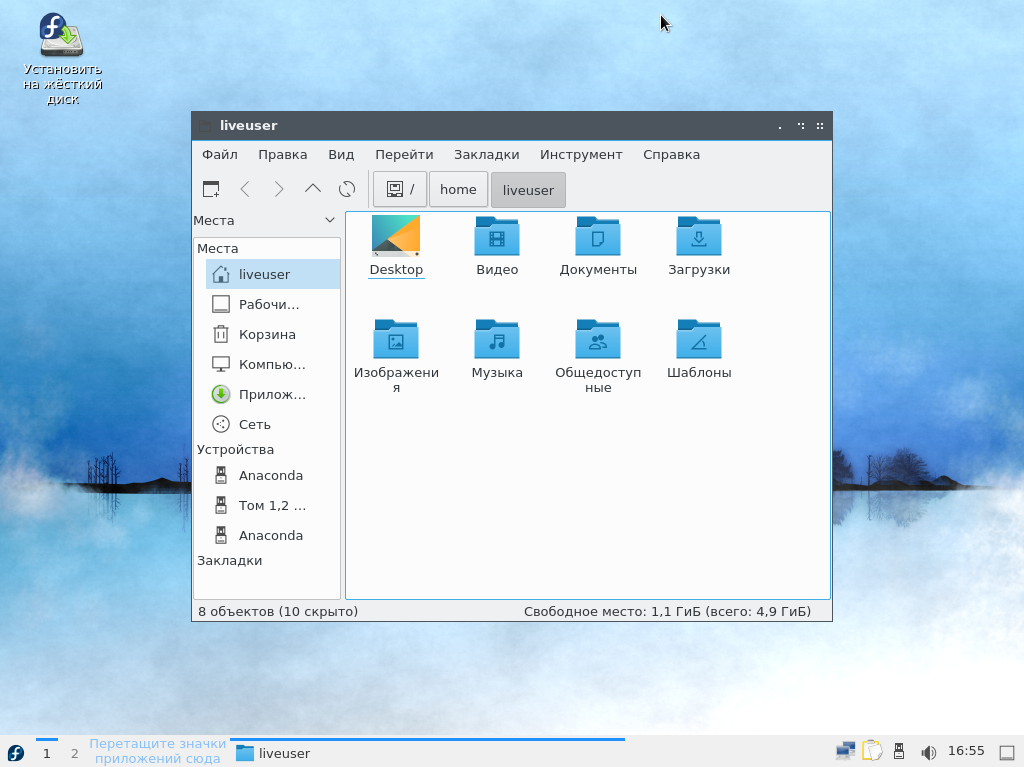 Установить
на жёсткий
диск
liveuser
Файл Правка Вид Перейти Закладки Инструмент Справка
/ home liveuser
Места
Места
liveuser
Рабочи...
Корзина
Компью...
Прилож...
Сеть
Устройства
Anaconda
Том 1,2 ...
Anaconda
Закладки
Desktop Видео Документы Загрузки
Изображени
я
Музыка
Общедоступ
ные
Шаблоны
8 объектов (10 скрыто) Свободное место: 1,1 ГиБ (всего: 4,9 ГиБ)
1 2
Перетащите значки
приложений сюда
liveuser
16:55